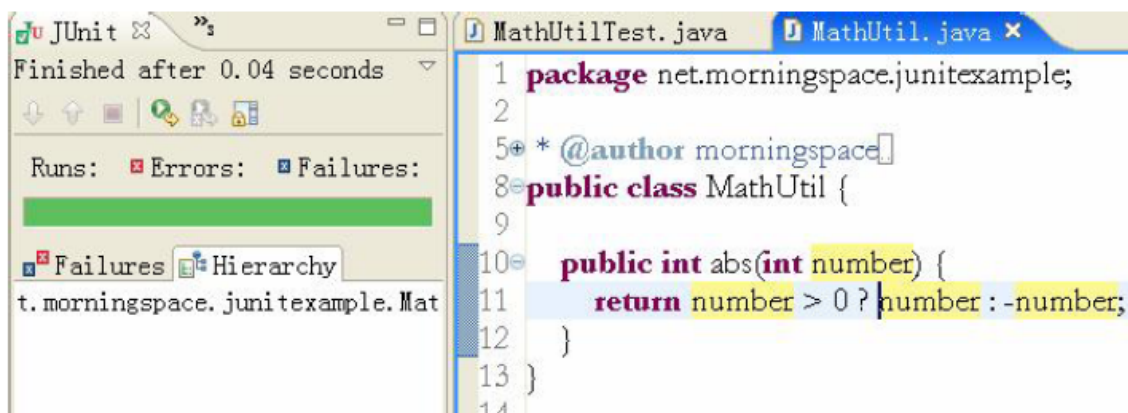 JUnit
»5
Finished after 0.04 seconds
Runs: Errors: Failures:
Failures Hierarchy
t.morningspace.junitexample.Mat
MathUtilTest.java MathUtil.java
1 package net.morningspace.junitexample;
2
5 * @author morningspace
8 public class MathUtil {
9
10 public int abs(int number) {
11 return number > 0 ? number : -number;
12 }
13 }
14